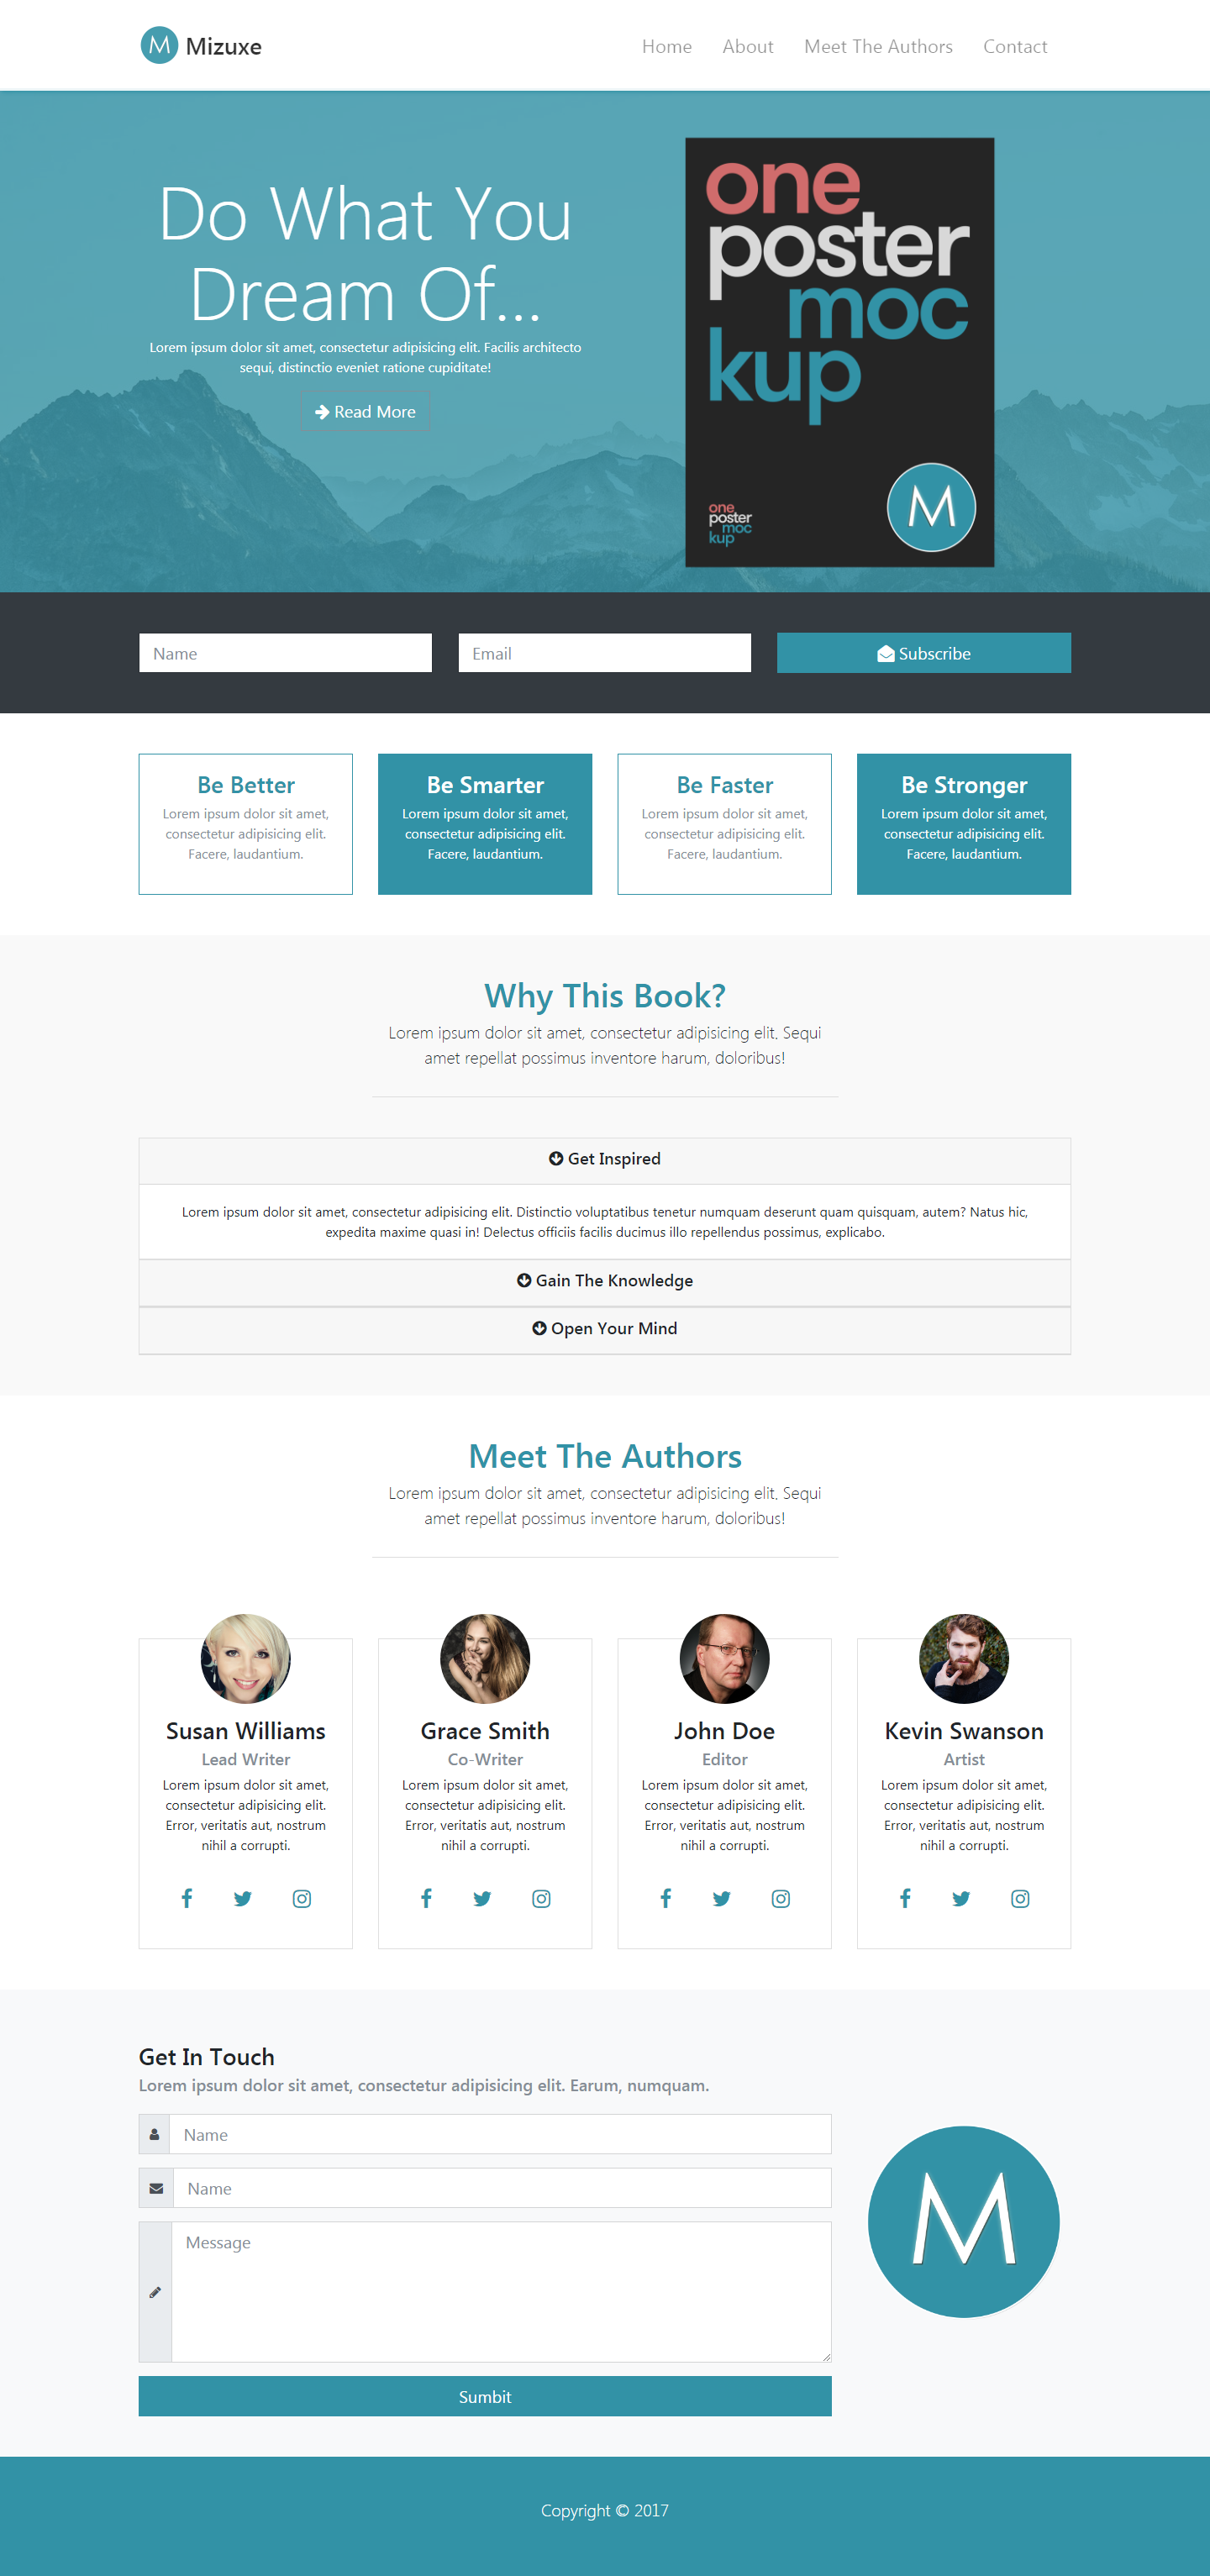 M Mizuxe
Home About Meet The Authors Contact
Do What You
Dream Of...
Lorem ipsum dolor sit amet, consectetur adipisicing elit. Facilis architecto
sequi, distinctio eveniet ratione cupiditate!
Read More
one
poster
moc
kup
one
poster
moc
kup
M
Name
Email
Subscribe
Be Better
Lorem ipsum dolor sit amet,
consectetur adipisicing elit.
Facere, laudantium.
Be Smarter
Lorem ipsum dolor sit amet,
consectetur adipisicing elit.
Facere, laudantium.
Be Faster
Lorem ipsum dolor sit amet,
consectetur adipisicing elit.
Facere, laudantium.
Be Stronger
Lorem ipsum dolor sit amet,
consectetur adipisicing elit.
Facere, laudantium.
Why This Book?
Lorem ipsum dolor sit amet, consectetur adipisicing elit. Sequi
amet repellat possimus inventore harum, doloribus!
Get Inspired
Lorem ipsum dolor sit amet, consectetur adipisicing elit. Distinctio voluptatibus tenetur numquam deserunt quam quisquam, autem? Natus hic,
expedita maxime quasi in! Delectus officiis facilis ducimus illo repellendus possimus, explicabo.
Gain The Knowledge
Open Your Mind
Meet The Authors
Lorem ipsum dolor sit amet, consectetur adipisicing elit. Sequi
amet repellat possimus inventore harum, doloribus!
Susan Williams
Lead Writer
Lorem ipsum dolor sit amet,
consectetur adipisicing elit.
Error, veritatis aut, nostrum
nihil a corrupti.
Grace Smith
Co-Writer
Lorem ipsum dolor sit amet,
consectetur adipisicing elit.
Error, veritatis aut, nostrum
nihil a corrupti.
John Doe
Editor
Lorem ipsum dolor sit amet,
consectetur adipisicing elit.
Error, veritatis aut, nostrum
nihil a corrupti.
Kevin Swanson
Artist
Lorem ipsum dolor sit amet,
consectetur adipisicing elit.
Error, veritatis aut, nostrum
nihil a corrupti.
Get In Touch
Lorem ipsum dolor sit amet, consectetur adipisicing elit. Earum, numquam.
Name
Name
Message
Sumbit
M
Copyright © 2017